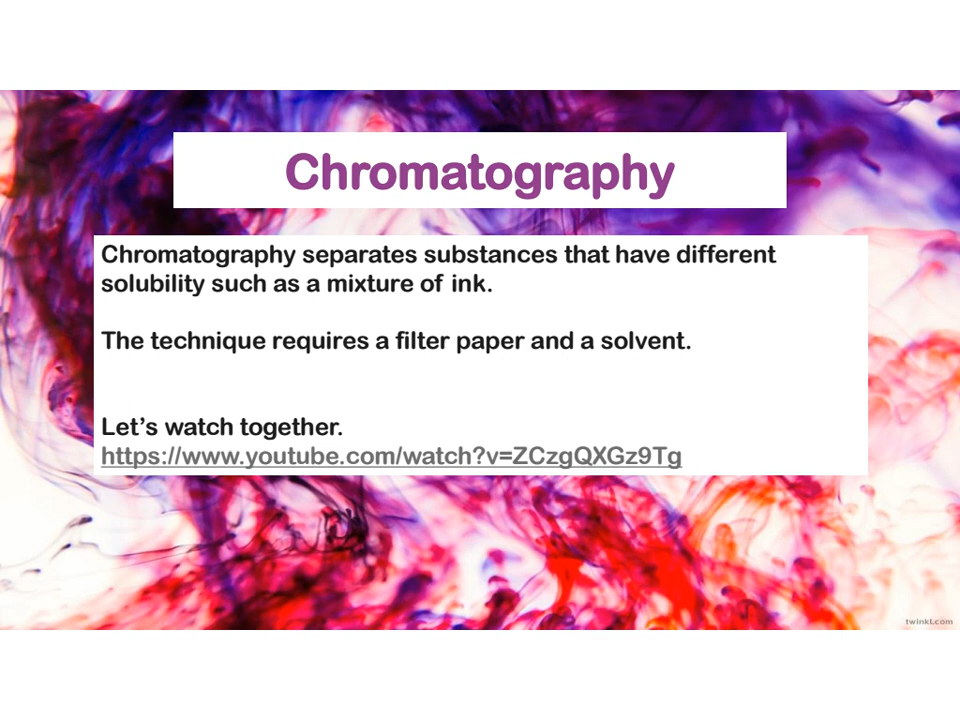 Chromatography
Chromatography separates substances that have different
solubility such as a mixture of ink.
The technique requires a filter paper and a solvent.
Let's watch together.
https://www.youtube.com/watch?v=ZCzgQXGz9Tg
twinkl.com